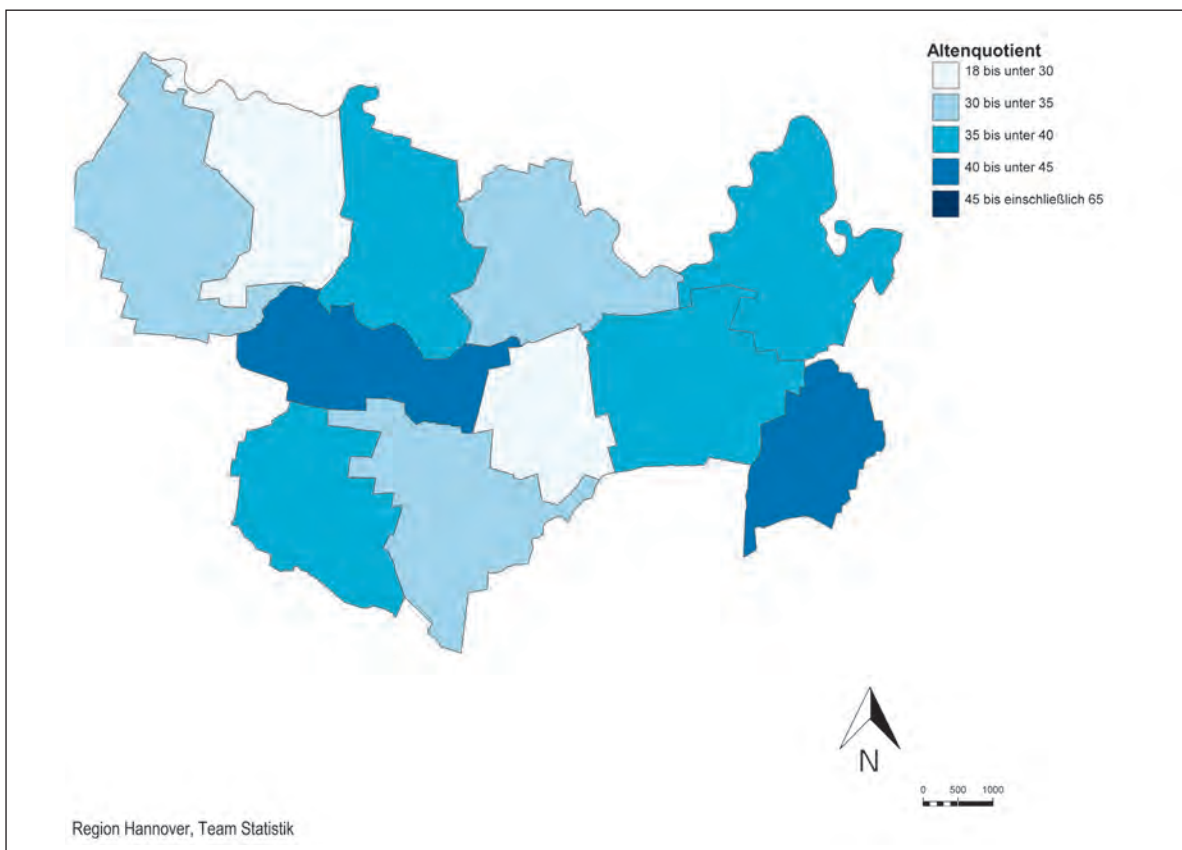 Altenquotient
18 bis unter 30
30 bis unter 35
35 bis unter 40
40 bis unter 45
45 bis einschließlich 65
N
0 500 1000
Region Hannover, Team Statistik